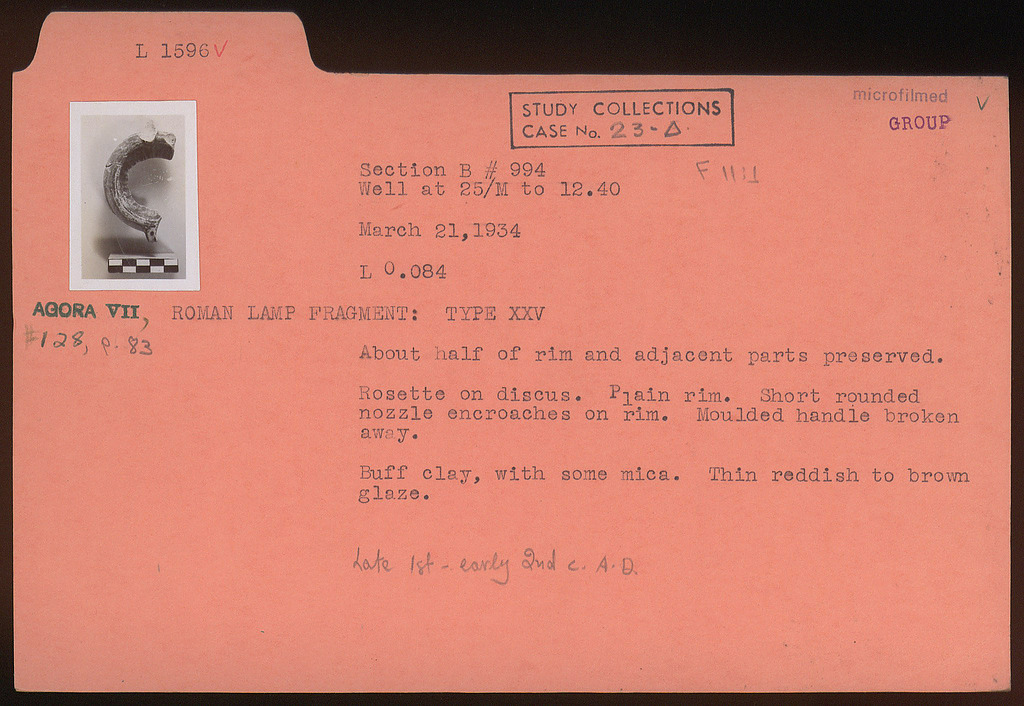 L 1596 V
microfilmed V
GROUP
STUDY COLLECTIONS
CASE No. 23-Δ.
Section B # 994
Well at 25/M to 12.40
March 21,1934
L 0.084
AGORA VII, ROMAN LAMP FRAGMENT: TYPE XXV
#128, p. 83
About half of rim and adjacent parts preserved.
Rosette on discus. Plain rim. Short rounded
nozzle encroaches on rim. Moulded handle broken
away.
Buff clay, with some mica. Thin reddish to brown
glaze.
Late 1st - early 2nd c. A.D.